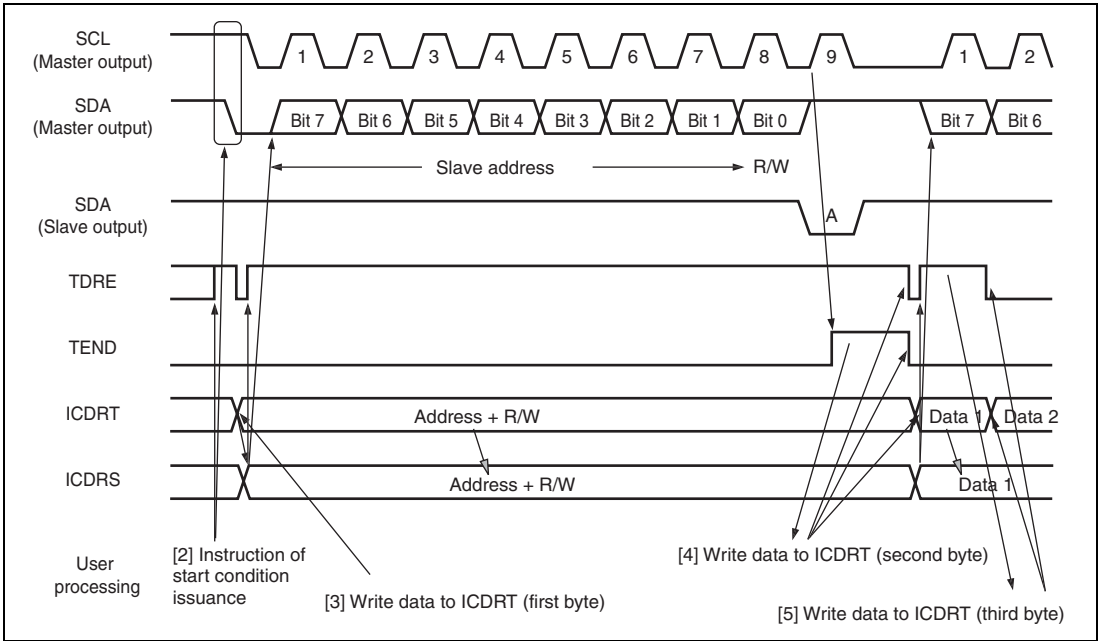 SCL
(Master output)
1 2 3 4 5 6 7 8 9 1 2
SDA
(Master output)
Bit 7 Bit 6 Bit 5 Bit 4 Bit 3 Bit 2 Bit 1 Bit 0 Bit 7 Bit 6
Slave address R/W
SDA
(Slave output)
A
TDRE
TEND
ICDRT
Address + R/W Data 1 Data 2
ICDRS
Address + R/W Data 1
User
processing
[2] Instruction of
start condition
issuance
[3] Write data to ICDRT (first byte)
[4] Write data to ICDRT (second byte)
[5] Write data to ICDRT (third byte)